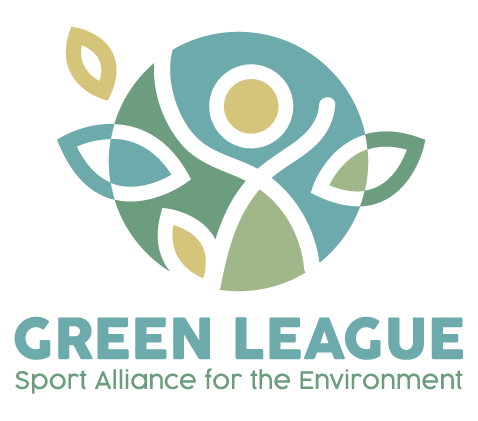 GREEN LEAGUE
Sport Alliance for the Environment